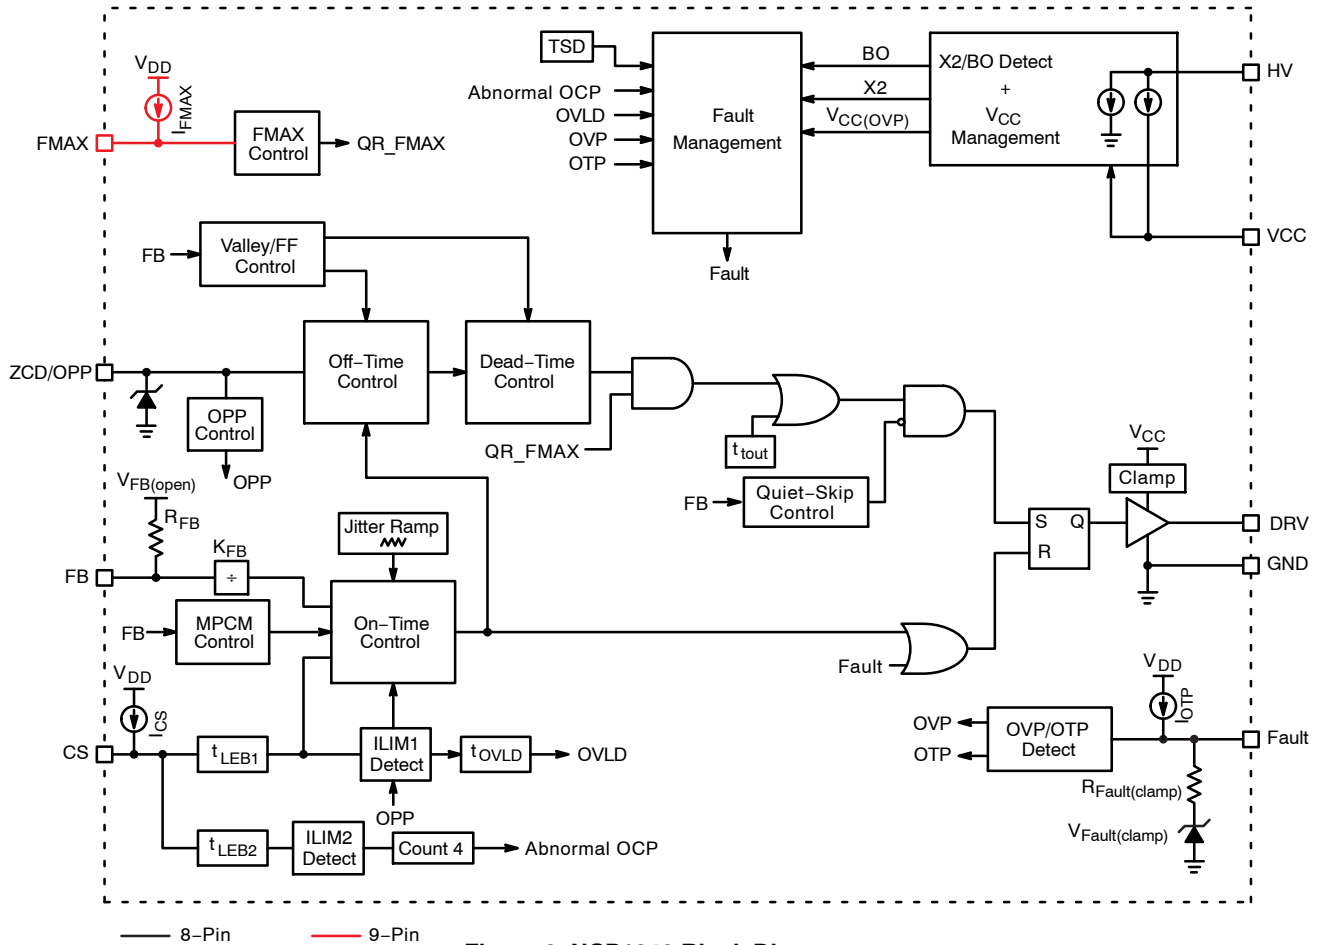 TSD
BO
X2/BO Detect
+
VCC
Management
HV
VDD
IFMAX
FMAX
FMAX
Control
QR_FMAX
Abnormal OCP
OVLD
OVP
OTP
Fault
Management
X2
VCC(OVP)
VCC
Fault
FB
Valley/FF
Control
ZCD/OPP
Off−Time
Control
Dead−Time
Control
OPP
Control
OPP
QR_FMAX
ttout
VCC
Clamp
VFB(open)
RFB
FB
Quiet−Skip
Control
Jitter Ramp
S
Q
R
DRV
GND
KFB
FB
÷
MPCM
Control
FB
On−Time
Control
Fault
VDD
ICS
CS
tLEB1
ILIM1
Detect
tOVLD
OVLD
OPP
tLEB2
ILIM2
Detect
Count 4
Abnormal OCP
VDD
IOTP
OVP
OTP
OVP/OTP
Detect
Fault
RFault(clamp)
VFault(clamp)
8−Pin
9−Pin